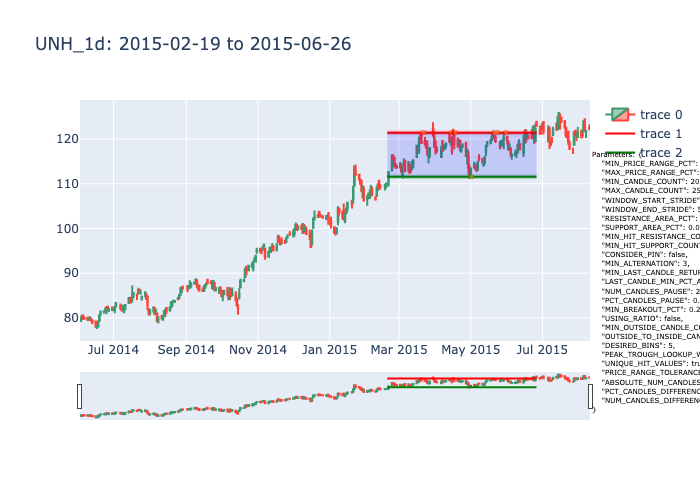 UNH_1d: 2015-02-19 to 2015-06-26
120
110
100
90
80
Jul 2014 Sep 2014 Nov 2014 Jan 2015 Mar 2015 May 2015 Jul 2015
trace 0
trace 1
trace 2
Parameters: {
"MIN_PRICE_RANGE_PCT":
"MAX_PRICE_RANGE_PCT":
"MIN_CANDLE_COUNT": 20
"MAX_CANDLE_COUNT": 25
"WINDOW_START_STRIDE"
"WINDOW_END_STRIDE": 5
"RESISTANCE_AREA_PCT":
"SUPPORT_AREA_PCT": 0.0
"MIN_HIT_RESISTANCE_CO
"MIN_HIT_SUPPORT_COUNT
"CONSIDER_PIN": false,
"MIN_ALTERNATION": 3,
"MIN_LAST_CANDLE_RETUR
"LAST_CANDLE_MIN_PCT_A
"NUM_CANDLES_PAUSE": 2
"PCT_CANDLES_PAUSE": 0.
"MIN_BREAKOUT_PCT": 0.2
"USING_RATIO": false,
"MIN_OUTSIDE_CANDLE_CO
"OUTSIDE_TO_INSIDE_CAN
"DESIRED_BINS": 5,
"PEAK_TROUGH_LOOKUP_W
"UNIQUE_HIT_VALUES": tru
"PRICE_RANGE_TOLERANCE
"ABSOLUTE_NUM_CANDLES
"PCT_CANDLES_DIFFERENC
"NUM_CANDLES_DIFFEREN
}